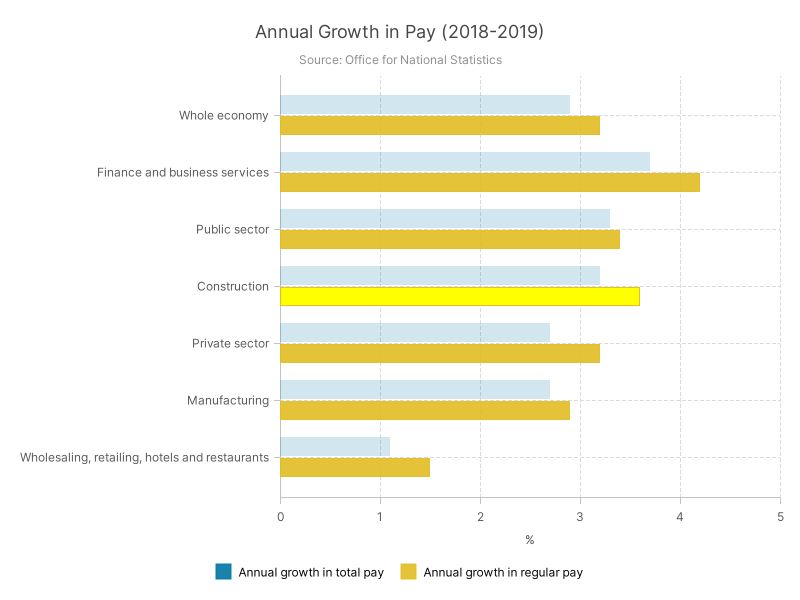 Annual Growth in Pay (2018-2019)
Source: Office for National Statistics
Whole economy
Finance and business services
Public sector
Construction
Private sector
Manufacturing
Wholesaling, retailing, hotels and restaurants
0 1 2 3 4 5
%
Annual growth in total pay Annual growth in regular pay